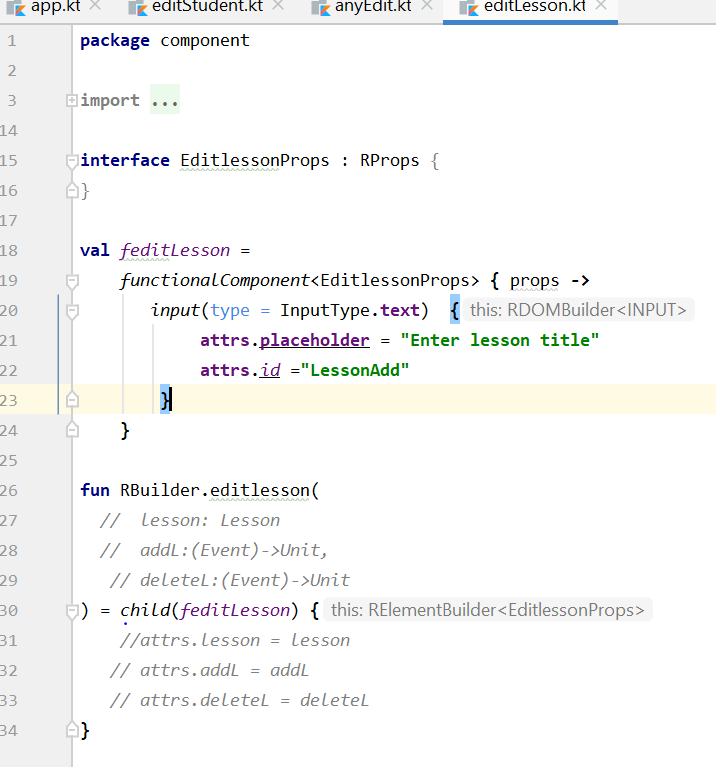 app.kt editStudent.kt anyEdit.kt editLesson.kt
1 package component
2
3 import ...
14
15 interface EditlessonProps : RProps {
16 }
17
18 val feditLesson =
19 functionalComponent<EditlessonProps> { props ->
20 input(type = InputType.text) { this: RDOMBuilder<INPUT>
21 attrs.placeholder = "Enter lesson title"
22 attrs.id ="LessonAdd"
23 }
24 }
25
26 fun RBuilder.editlesson(
27 // lesson: Lesson
28 // addL:(Event)->Unit,
29 // deleteL:(Event)->Unit
30 ) = child(feditLesson) { this: RElementBuilder<EditlessonProps>
31 //attrs.lesson = lesson
32 // attrs.addL = addL
33 // attrs.deleteL = deleteL
34 }